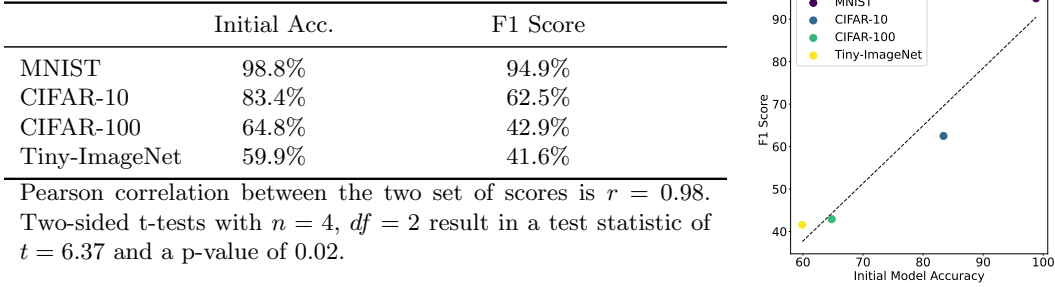 Initial Acc. F1 Score
MNIST 98.8% 94.9%
CIFAR-10 83.4% 62.5%
CIFAR-100 64.8% 42.9%
Tiny-ImageNet 59.9% 41.6%
Pearson correlation between the two set of scores is r = 0.98.
Two-sided t-tests with n = 4, df = 2 result in a test statistic of
t = 6.37 and a p-value of 0.02.
MNIST
CIFAR-10
CIFAR-100
Tiny-ImageNet
F1 Score
90
80
70
60
50
40
60 70 80 90 100
Initial Model Accuracy